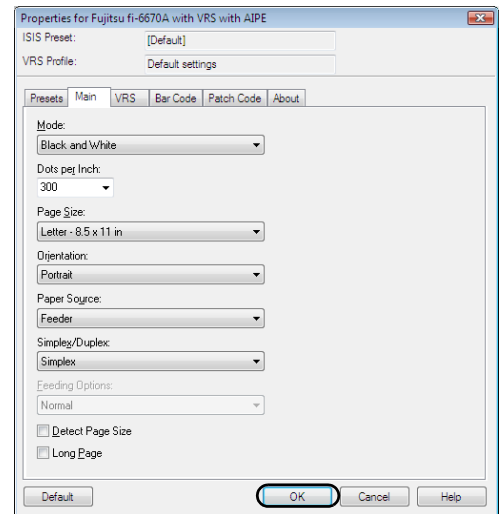 Properties for Fujitsu fi-6670A with VRS with AIPE
ISIS Preset: [Default]
VRS Profile: Default settings
Presets Main VRS Bar Code Patch Code About
Mode:
Black and White
Dots per Inch:
300
Page Size:
Letter - 8.5 x 11 in
Orientation:
Portrait
Paper Source:
Feeder
Simplex/Duplex:
Simplex
Feeding Options:
Normal
Detect Page Size
Long Page
Default OK Cancel Help